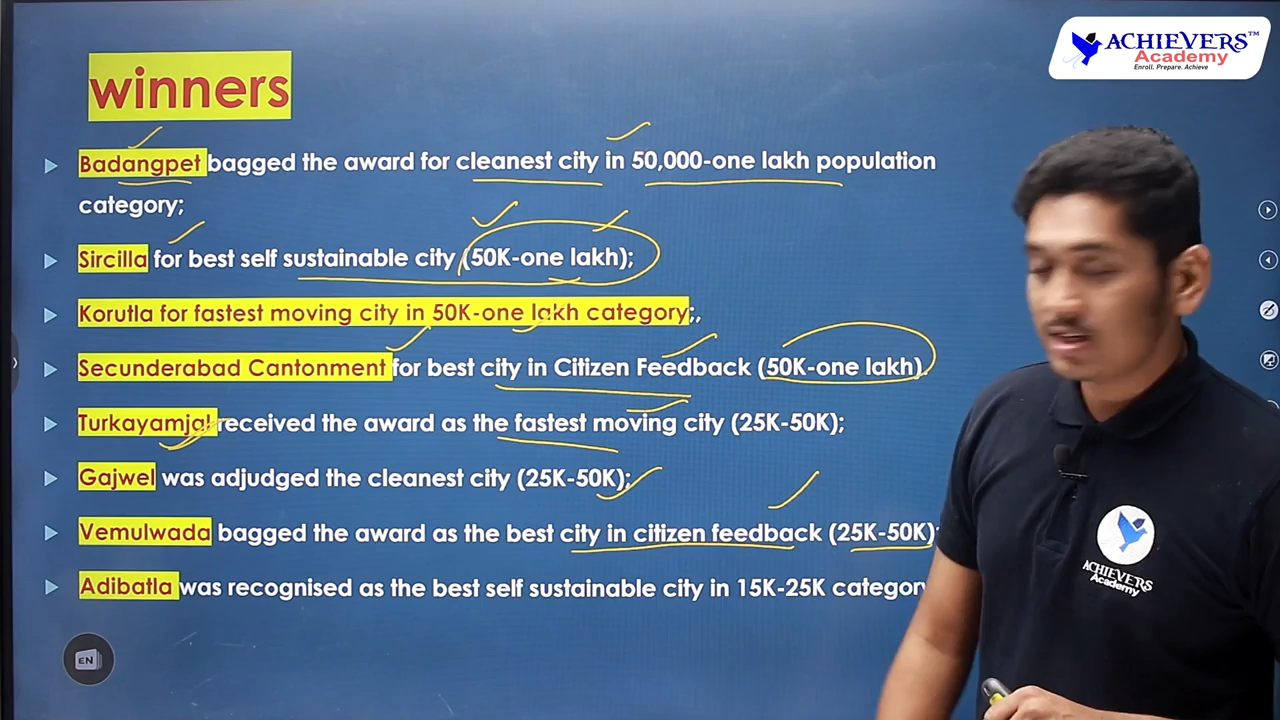 ACHIEVERS™
Academy
Enroll. Prepare. Achieve
winners
Badangpet bagged the award for cleanest city in 50,000-one lakh population
category;
Sircilla for best self sustainable city (50K-one lakh);
Korutla for fastest moving city in 50K-one lakh category;,
Secunderabad Cantonment for best city in Citizen Feedback (50K-one lakh)
Turkayamjal received the award as the fastest moving city (25K-50K);
Gajwel was adjudged the cleanest city (25K-50K);
Vemulwada bagged the award as the best city in citizen feedback (25K-50K);
Adibatla was recognised as the best self sustainable city in 15K-25K category
EN
ACHIEVERS
Academy